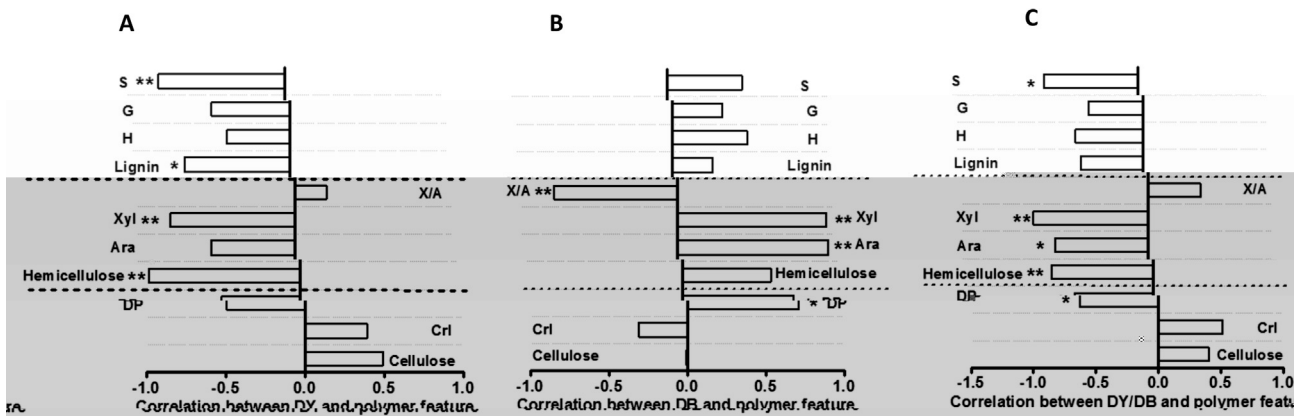 A
B
C
S **
G
H
Lignin *
X/A
Xyl **
Ara
Hemicellulose **
DP
CrI
Cellulose
-1.0 -0.5 0.0 0.5 1.0
Correlation between DY and polymer feature
S
G
H
Lignin
X/A **
** Xyl
** Ara
Hemicellulose
* DP
CrI
Cellulose
-1.0 -0.5 0.0 0.5 1.0
Correlation between DB and polymer feature
S *
G
H
Lignin
X/A
Xyl **
Ara *
Hemicellulose **
DP *
CrI
Cellulose
-1.5 -1.0 -0.5 0.0 0.5 1.0
Correlation between DY/DB and polymer feat